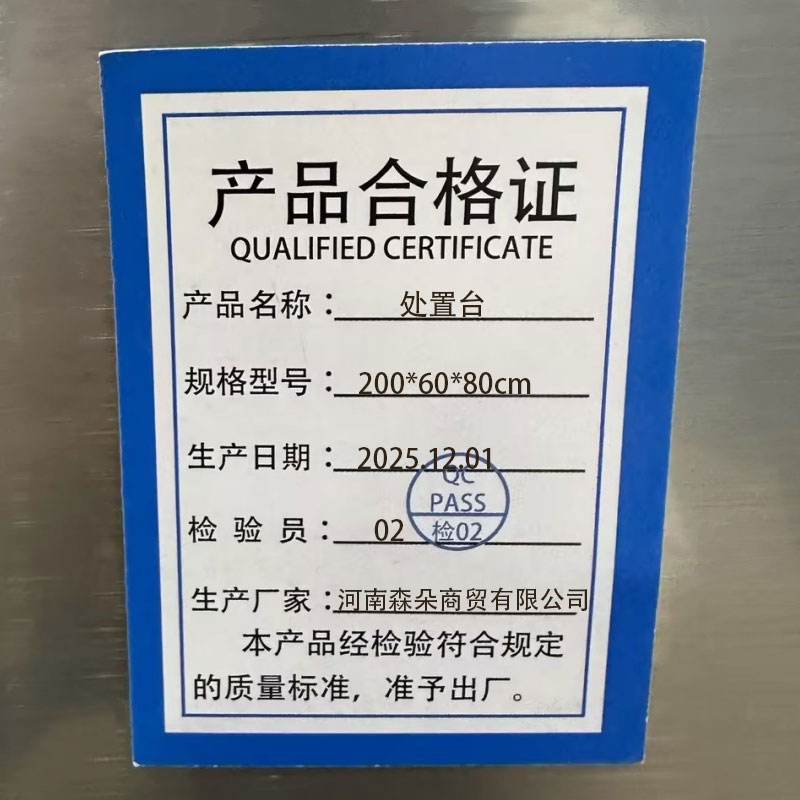 产品合格证
QUALIFIED CERTIFICATE
产品名称：处置台
规格型号：200*60*80cm
生产日期：2025.12.01
QC
PASS
检验员：02
检02
生产厂家：河南森朵商贸有限公司
本产品经检验符合规定
的质量标准，准予出厂。